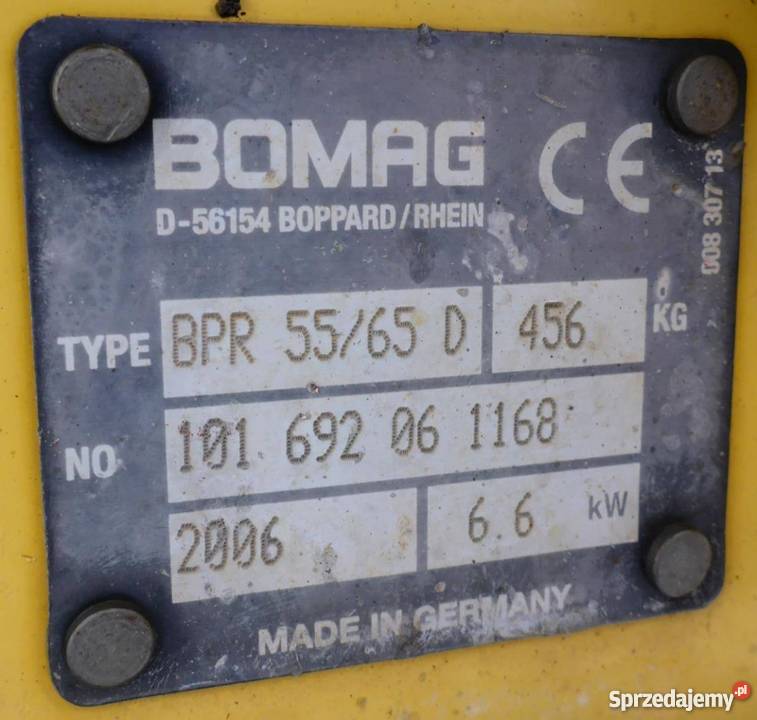 BOMAG CE
D-56154 BOPPARD/RHEIN
008 307 13
TYPE BPR 55/65 D 456 KG
NO 101 692 06 1168
2006 6.6 kW
MADE IN GERMANY
Sprzedajemy.pl